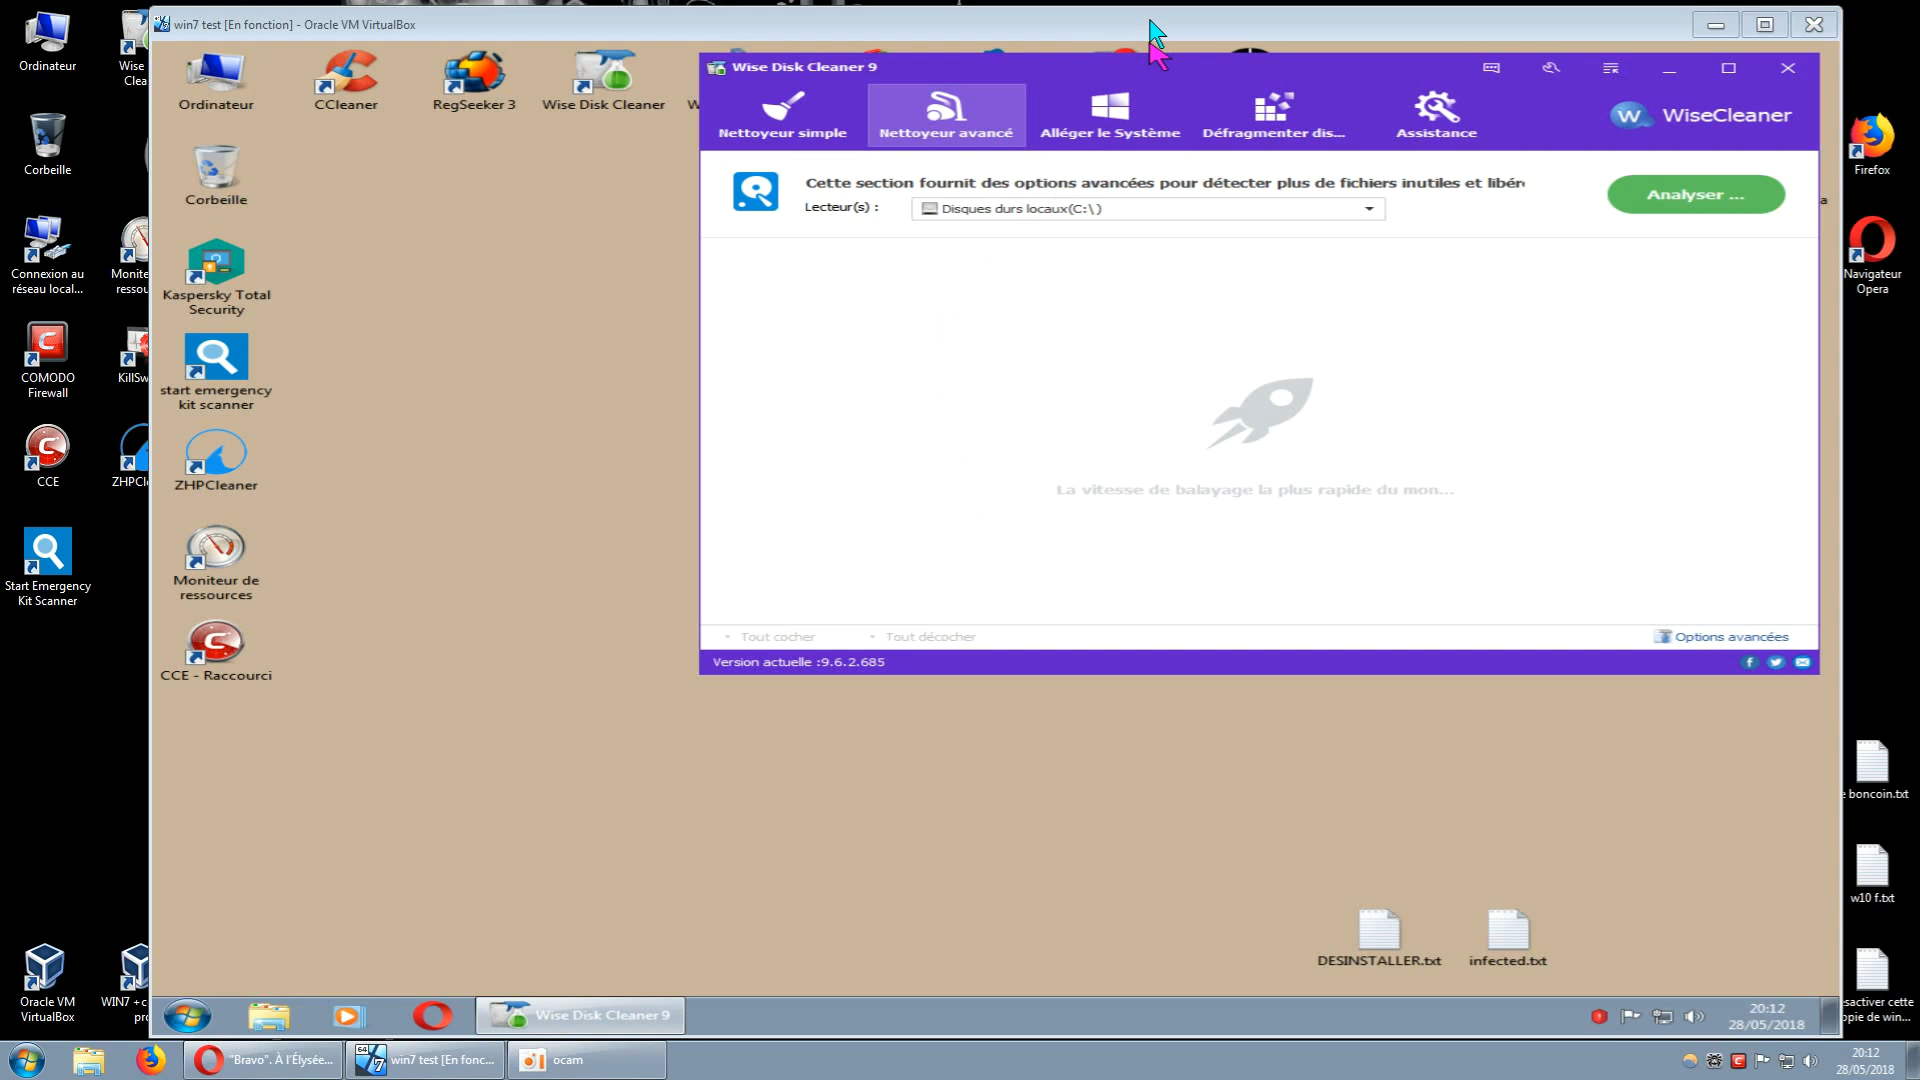 win7 test [En fonction] - Oracle VM VirtualBox
Ordinateur
Wise
Clea
Corbeille
Connexion au
réseau local...
Monite
ressou
COMODO
Firewall
KillSw
CCE
ZHPCl
Start Emergency
Kit Scanner
Oracle VM
VirtualBox
WIN7 +c
pro
Ordinateur
CCleaner
RegSeeker 3
Wise Disk Cleaner
W
Corbeille
Kaspersky Total
Security
start emergency
kit scanner
ZHPCleaner
Moniteur de
ressources
CCE - Raccourci
Wise Disk Cleaner 9
Nettoyeur simple
Nettoyeur avancé
Alléger le Système
Défragmenter dis...
Assistance
W
WiseCleaner
Cette section fournit des options avancées pour détecter plus de fichiers inutiles et libér
Lecteur(s) :
Disques durs locaux(C:\)
Analyser ...
La vitesse de balayage la plus rapide du mon...
Tout cocher
Tout décocher
Options avancées
Version actuelle :9.6.2.685
DESINSTALLER.txt
infected.txt
Wise Disk Cleaner 9
20:12
28/05/2018
Firefox
Navigateur
Opera
a
boncoin.txt
w10 f.txt
sactiver cette
opie de win...
"Bravo". À l'Élysée...
64
7
win7 test [En fonc...
ocam
20:12
28/05/2018